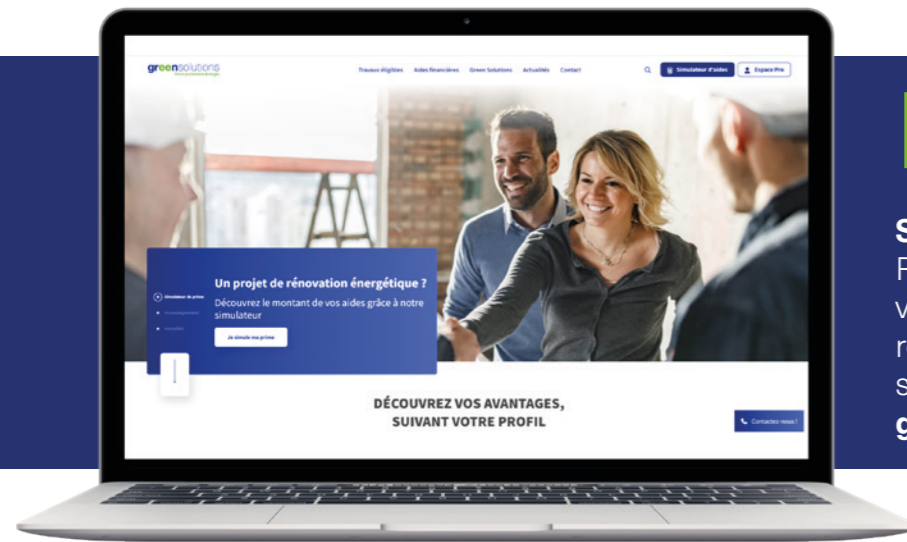 greensolutions
Travaux éligibles Aides financières Green Solutions Actualités Contact
Simulateur d'aides Espace Pro
Un projet de rénovation énergétique ?
Simulateur de prime
Découvrez le montant de vos aides grâce à notre
simulateur
Je simule ma prime
DÉCOUVREZ VOS AVANTAGES,
SUIVANT VOTRE PROFIL
Contactez-nous !